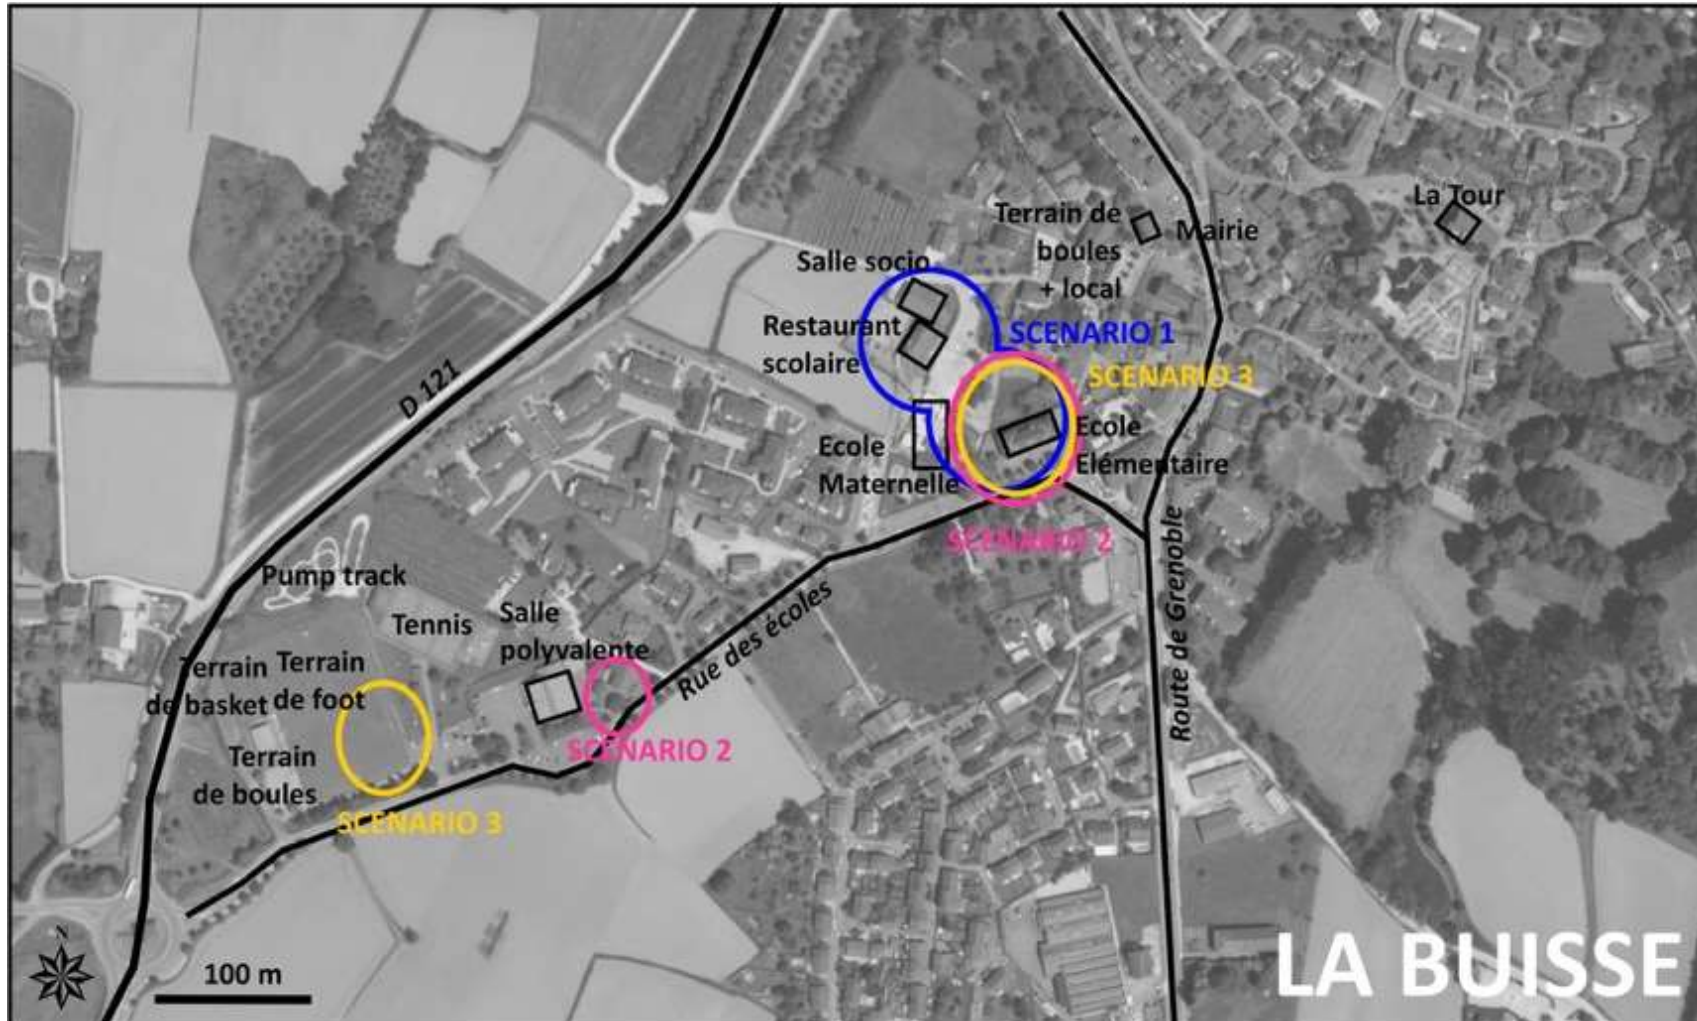 La Tour
Terrain de
boules
+ local
Mairie
Salle socio
Restaurant
scolaire
SCENARIO 1
SCENARIO 3
D 121
Ecole
Maternelle
Ecole
Elémentaire
SCENARIO 2
Route de Grenoble
Pump track
Tennis
Salle
polyvalente
Rue des écoles
Terrain
de basket
Terrain
de foot
SCENARIO 2
Terrain
de boules
SCENARIO 3
N
100 m
LA BUISSE